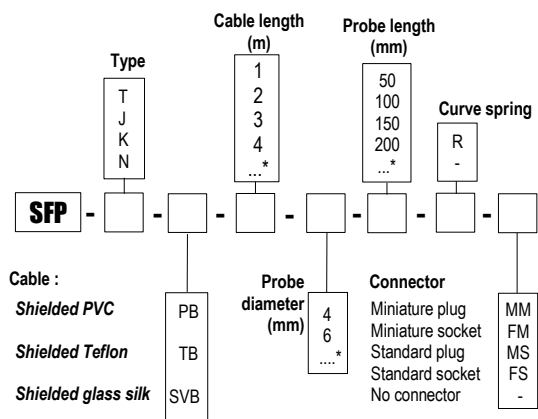 Cable length
(m)
Probe length
(mm)
Type
Curve spring
T
J
K
N
1
2
3
4
...*
50
100
150
200
...*
R
-
SFP - - - - - - -
Cable :
Shielded PVC PB
Shielded Teflon TB
Shielded glass silk SVB
Probe
diameter
(mm)
4
6
....*
Connector
Miniature plug MM
Miniature socket FM
Standard plug MS
Standard socket FS
No connector -